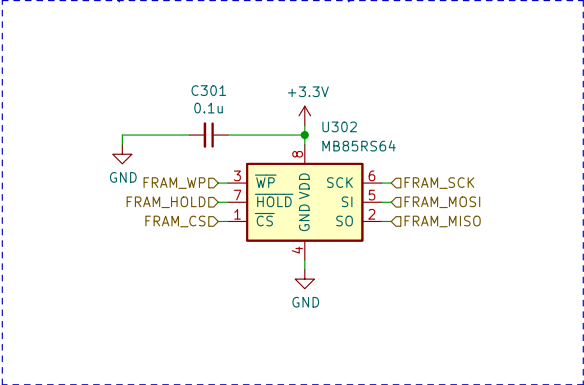 C301
0.1u
+3.3V
U302
MB85RS64
GND
8
FRAM_WP 3 WP VDD SCK 6 FRAM_SCK
FRAM_HOLD 7 HOLD SI 5 FRAM_MOSI
FRAM_CS 1 CS GND SO 2 FRAM_MISO
4
GND